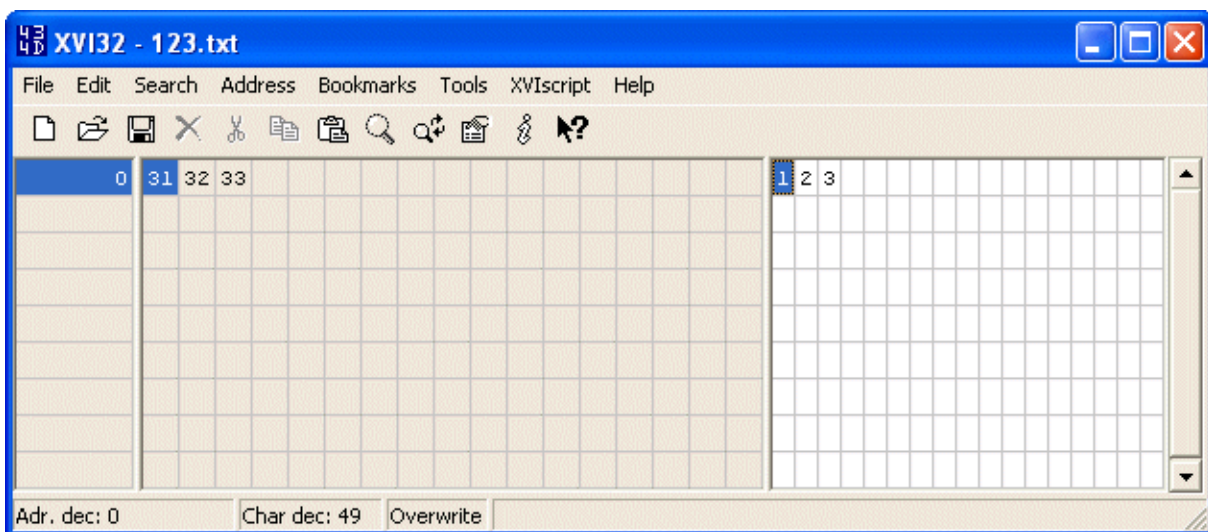 XVI32 - 123.txt
File Edit Search Address Bookmarks Tools XVIscript Help
0 31 32 33 1 2 3
Adr. dec: 0 Char dec: 49 Overwrite